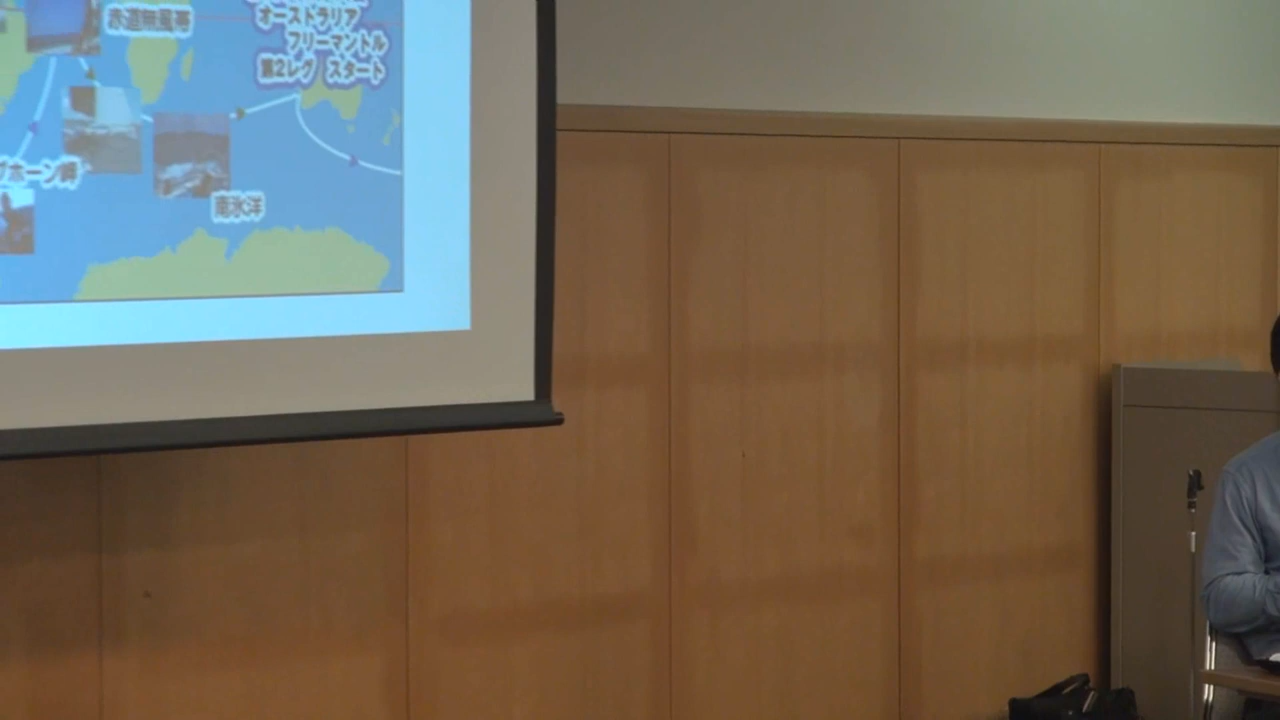 赤道無風帯
オーストラリア
フリーマントル
第2レグ スタート
プホーン岬
南氷洋